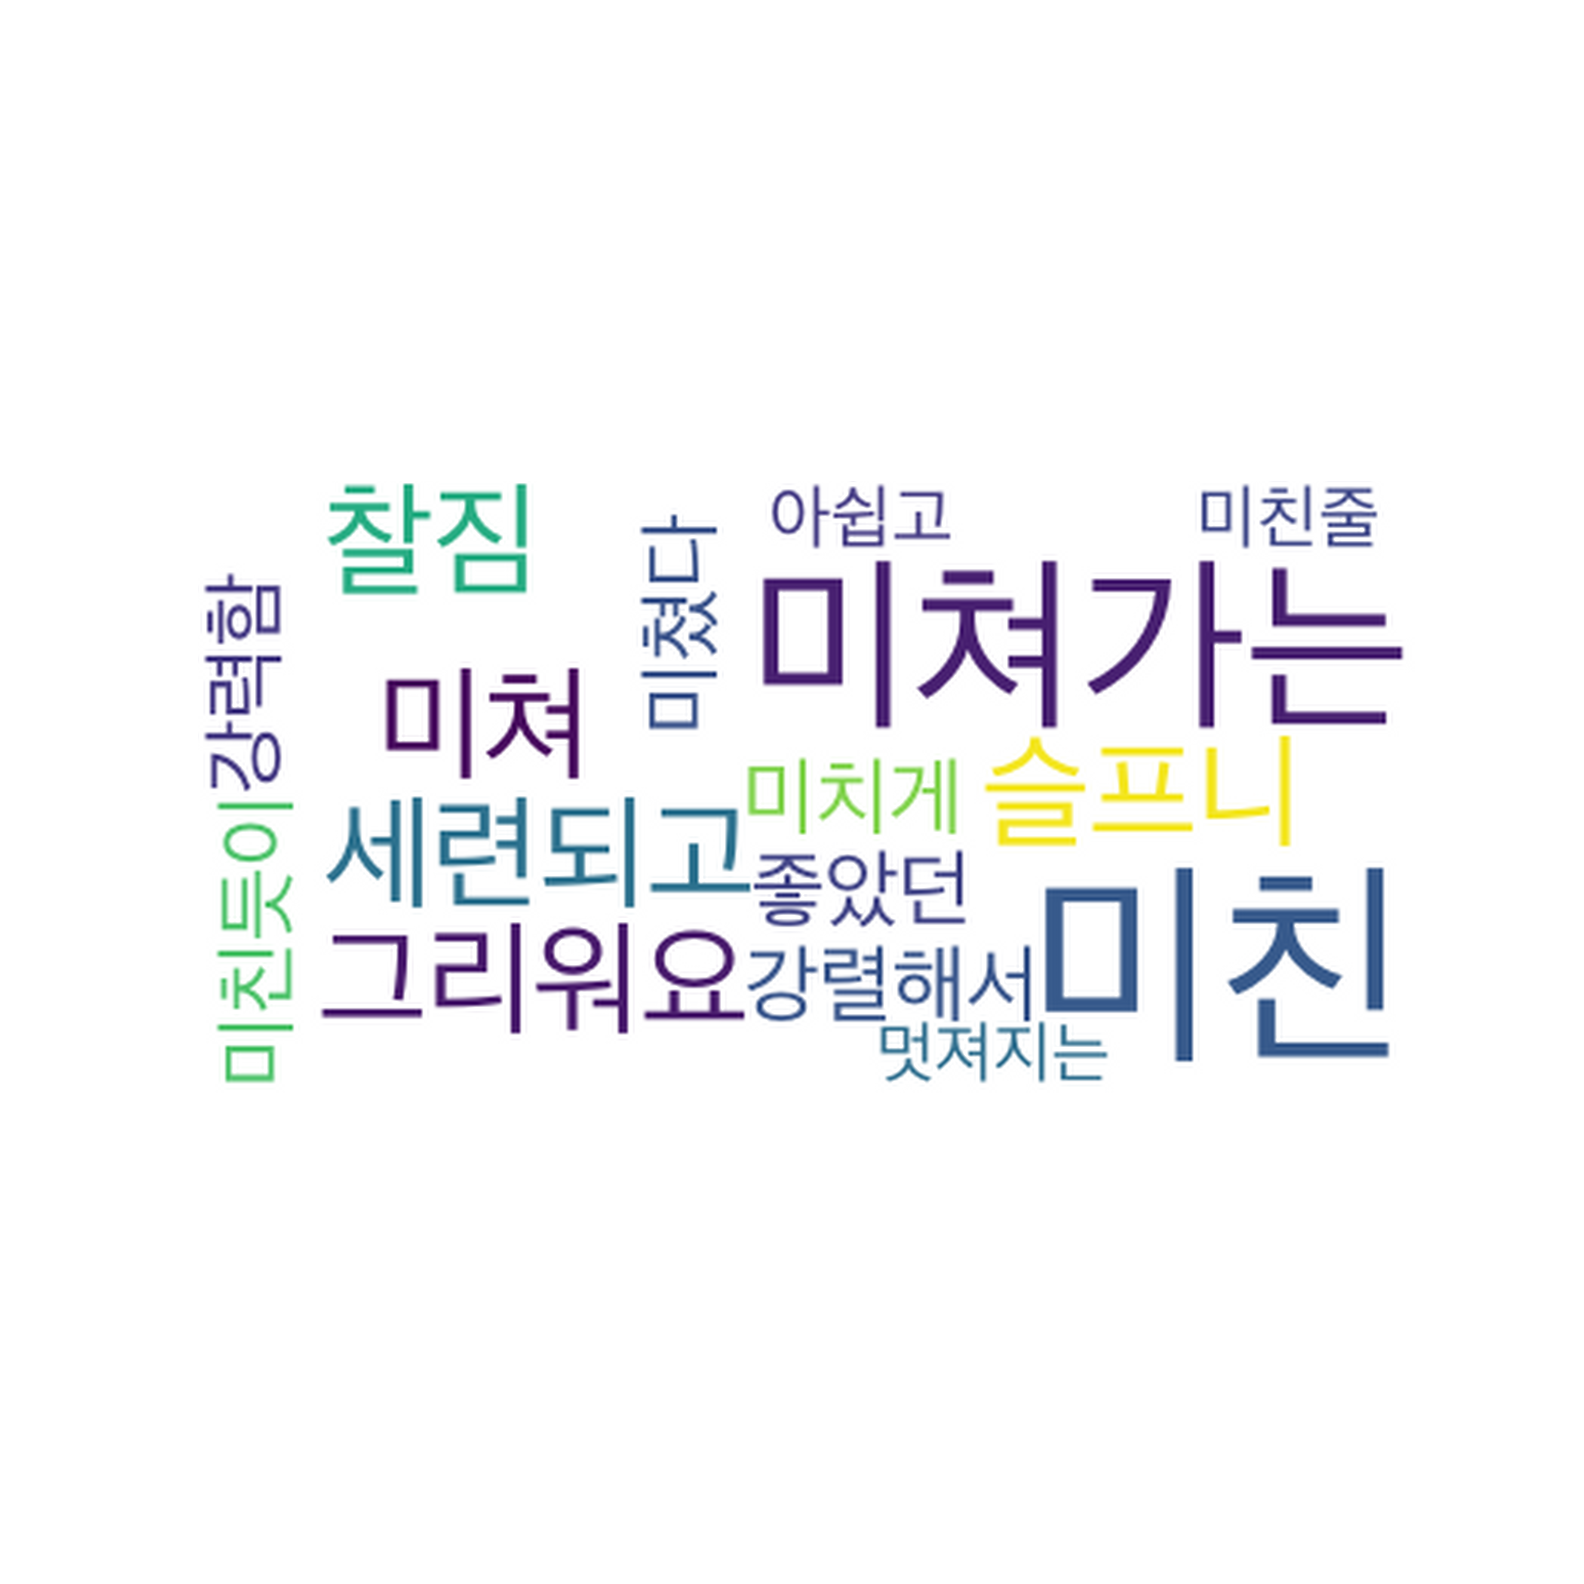 찰짐
아쉽고
미친줄
미쳤다
미쳐가는
강력함
미쳐
슬프니
미치게
세련되고
미친듯이
좋았던
미친
그리워요
강렬해서
멋져지는